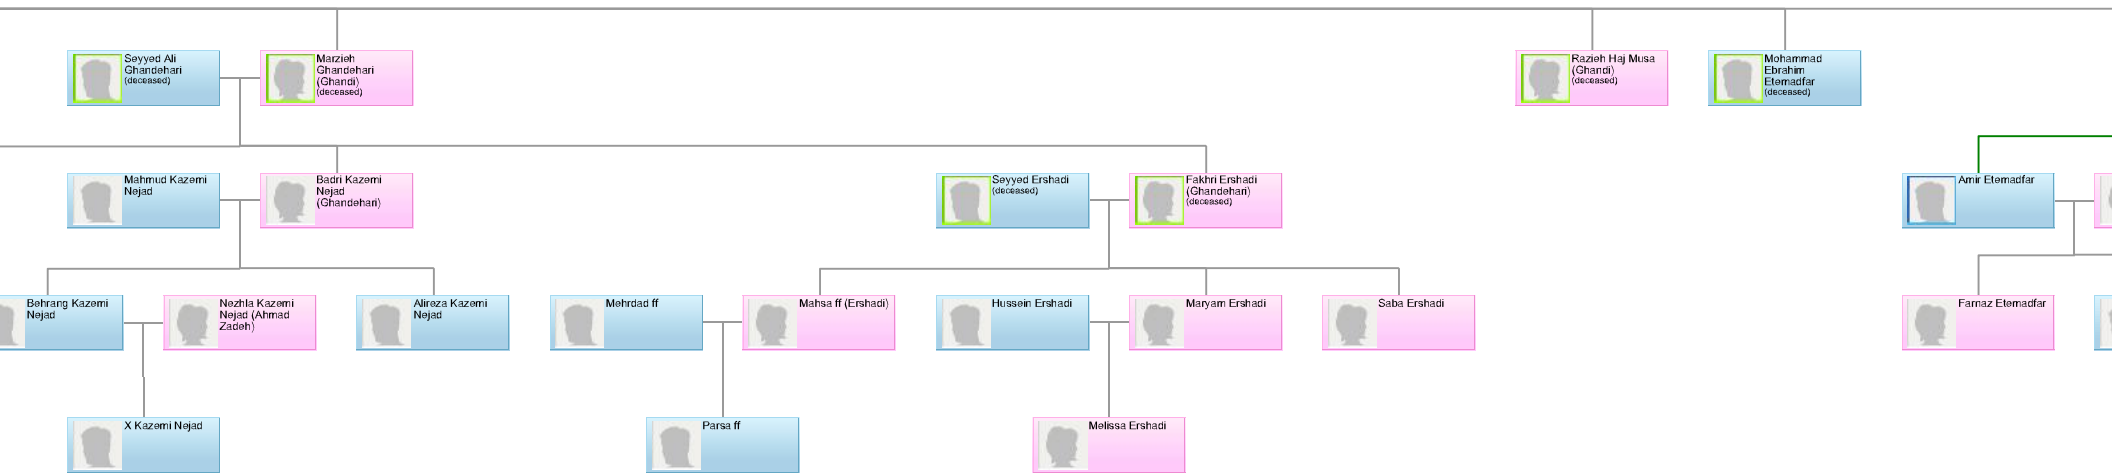 Seyyed Ali
Ghandehari
(deceased)
Marzieh
Ghandehari
(Ghandi)
(deceased)
Razieh Haj Musa
(Ghandi)
(deceased)
Mohammad
Ebrahim
Etemadfar
(deceased)
Mahmud Kazemi
Nejad
Badri Kazemi
Nejad
(Ghandehari)
Seyyed Ershadi
(deceased)
Fakhri Ershadi
(Ghandehari)
(deceased)
Amir Etemadfar
Behrang Kazemi
Nejad
Nezhla Kazemi
Nejad (Ahmad
Zadeh)
Alireza Kazemi
Nejad
Mehrdad ff
Mahsa ff (Ershadi)
Hussein Ershadi
Maryam Ershadi
Saba Ershadi
Farnaz Etemadfar
X Kazemi Nejad
Parsa ff
Melissa Ershadi